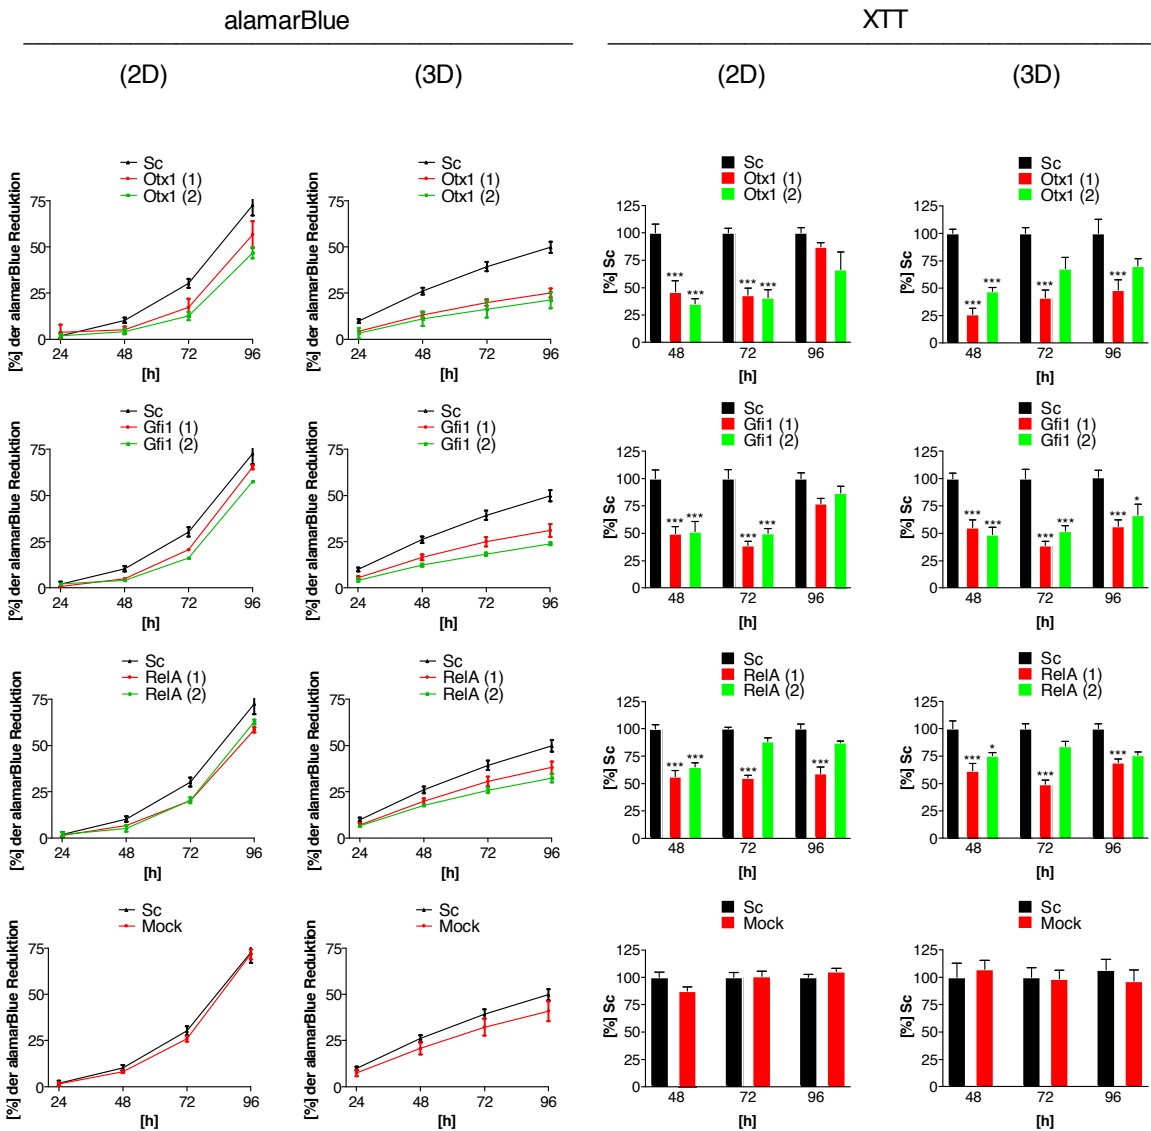 alamarBlue XTT
(2D) (3D) (2D) (3D)
Sc Sc Sc Sc
Otx1 (1) Otx1 (1) Otx1 (1) Otx1 (1)
Otx1 (2) Otx1 (2) Otx1 (2) Otx1 (2)
[%] der alamarBlue Reduktion
75
50
25
0
24 48 72 96
[h]
[%] der alamarBlue Reduktion
75
50
25
0
24 48 72 96
[h]
[%] Sc
125
100
75
50
25
0
*** *** *** ***
48 72 96
[h]
[%] Sc
125
100
75
50
25
0
*** *** *** ***
48 72 96
[h]
Sc Sc Sc Sc
Gfi1 (1) Gfi1 (1) Gfi1 (1) Gfi1 (1)
Gfi1 (2) Gfi1 (2) Gfi1 (2) Gfi1 (2)
[%] der alamarBlue Reduktion
75
50
25
0
24 48 72 96
[h]
[%] der alamarBlue Reduktion
75
50
25
0
24 48 72 96
[h]
[%] Sc
125
100
75
50
25
0
*** *** *** ***
48 72 96
[h]
[%] Sc
125
100
75
50
25
0
*** *** *** *** *** *
48 72 96
[h]
Sc Sc Sc Sc
RelA (1) RelA (1) RelA (1) RelA (1)
RelA (2) RelA (2) RelA (2) RelA (2)
[%] der alamarBlue Reduktion
75
50
25
0
24 48 72 96
[h]
[%] der alamarBlue Reduktion
75
50
25
0
24 48 72 96
[h]
[%] Sc
125
100
75
50
25
0
*** *** *** ***
48 72 96
[h]
[%] Sc
125
100
75
50
25
0
*** * *** ***
48 72 96
[h]
Sc Sc Sc Sc
Mock Mock Mock Mock
[%] der alamarBlue Reduktion
75
50
25
0
24 48 72 96
[h]
[%] der alamarBlue Reduktion
75
50
25
0
24 48 72 96
[h]
[%] Sc
125
100
75
50
25
0
48 72 96
[h]
[%] Sc
125
100
75
50
25
0
48 72 96
[h]